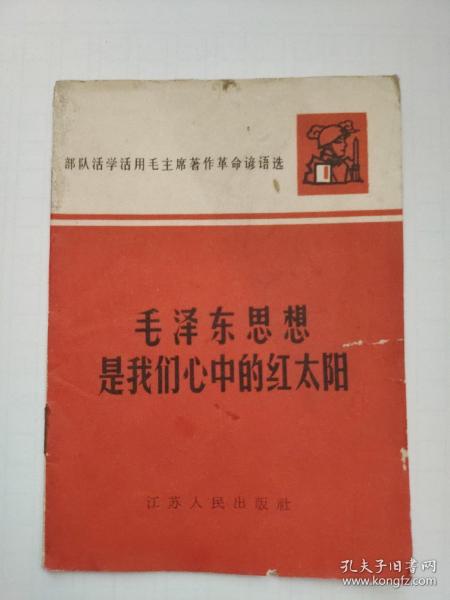 部队活学活用毛主席著作革命谚语选
毛泽东思想
是我们心中的红太阳
江苏人民出版社
孔夫子旧书网
www.kongfz.com